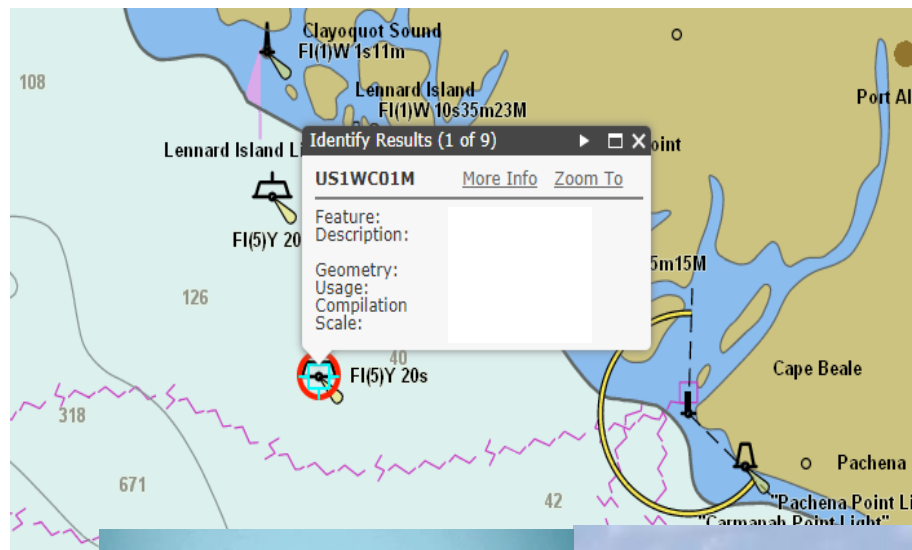 Clayoquot Sound
Fl(1)W 1s11m
108
Lennard Island
Fl(1)W 10s35m23M
Port Al
Lennard Island L
Identify Results (1 of 9)
oint
US1WC01M More Info Zoom To
Feature:
Description:
Fl(5)Y 20
5m15M
Geometry:
Usage:
Compilation
Scale:
126
40
Fl(5)Y 20s
Cape Beale
318
Pachena
671
42
"Pachena Point Li
"Carmanah Point Light"